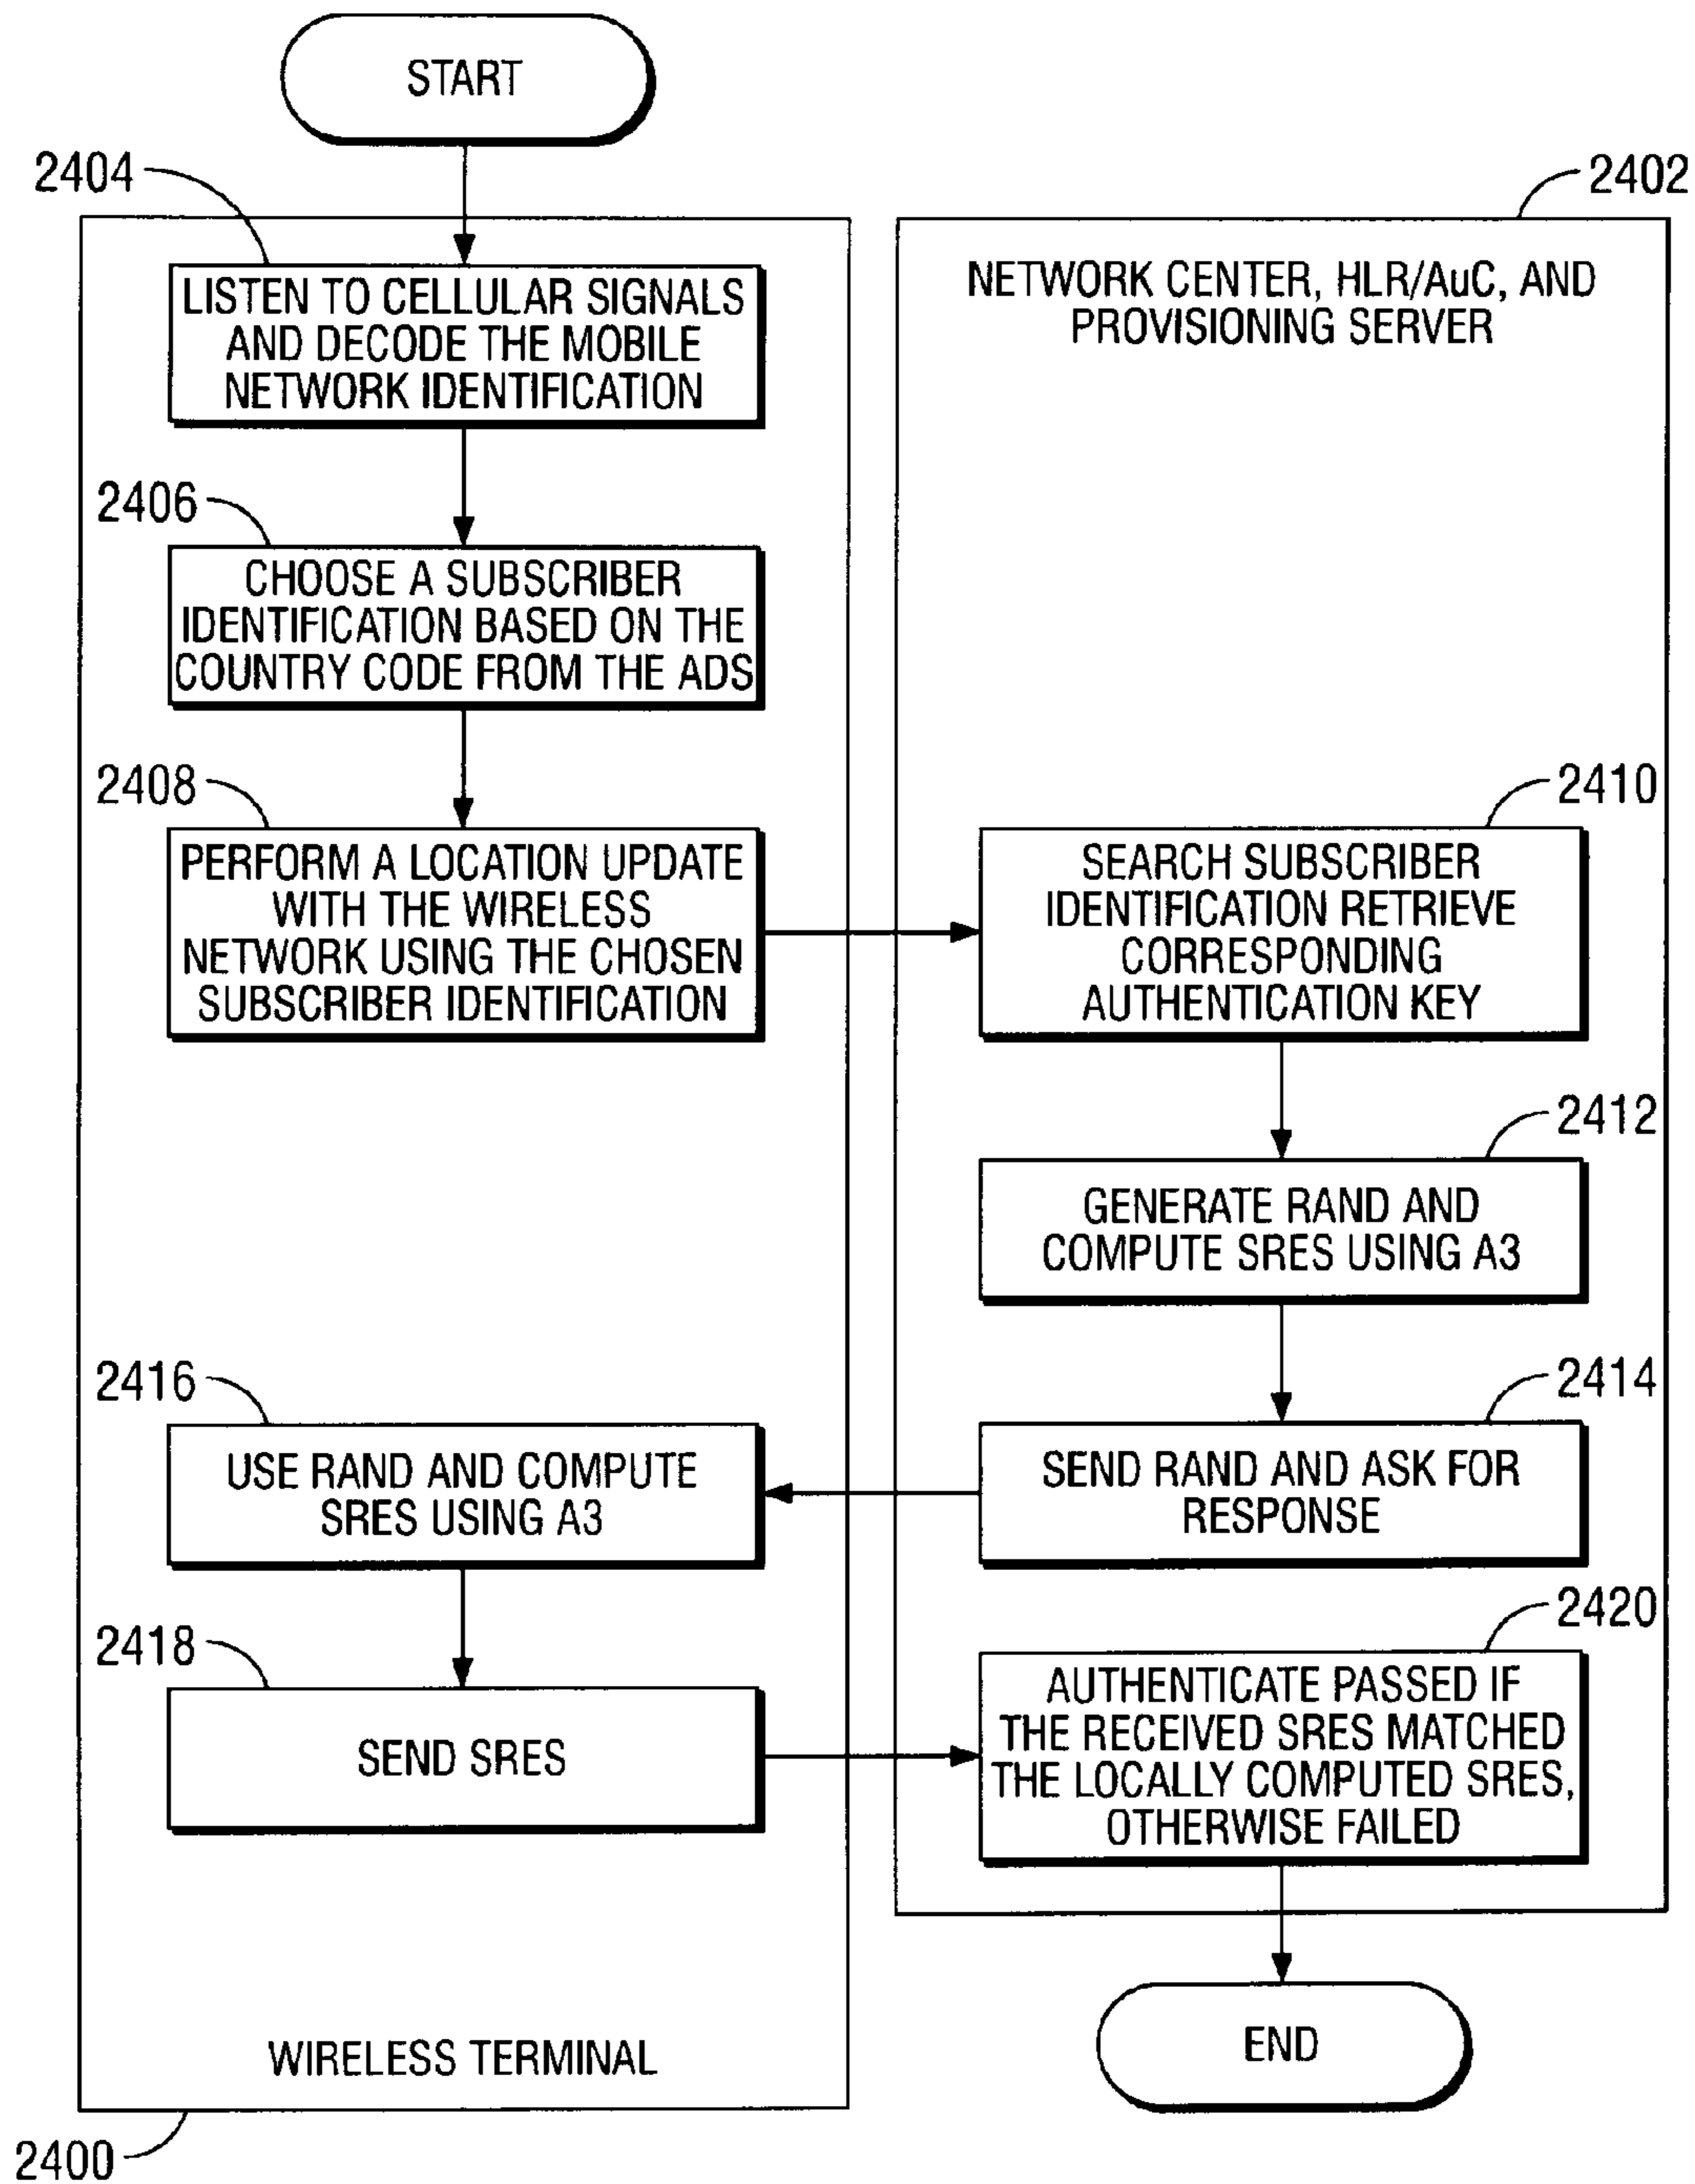 START
2404
2402
LISTEN TO CELLULAR SIGNALS
AND DECODE THE MOBILE
NETWORK IDENTIFICATION
NETWORK CENTER, HLR/AuC, AND
PROVISIONING SERVER
2406
CHOOSE A SUBSCRIBER
IDENTIFICATION BASED ON THE
COUNTRY CODE FROM THE ADS
2408
PERFORM A LOCATION UPDATE
WITH THE WIRELESS
NETWORK USING THE CHOSEN
SUBSCRIBER IDENTIFICATION
2410
SEARCH SUBSCRIBER
IDENTIFICATION RETRIEVE
CORRESPONDING
AUTHENTICATION KEY
2412
GENERATE RAND AND
COMPUTE SRES USING A3
2414
SEND RAND AND ASK FOR
RESPONSE
2416
USE RAND AND COMPUTE
SRES USING A3
2418
SEND SRES
2420
AUTHENTICATE PASSED IF
THE RECEIVED SRES MATCHED
THE LOCALLY COMPUTED SRES,
OTHERWISE FAILED
WIRELESS TERMINAL
END
2400